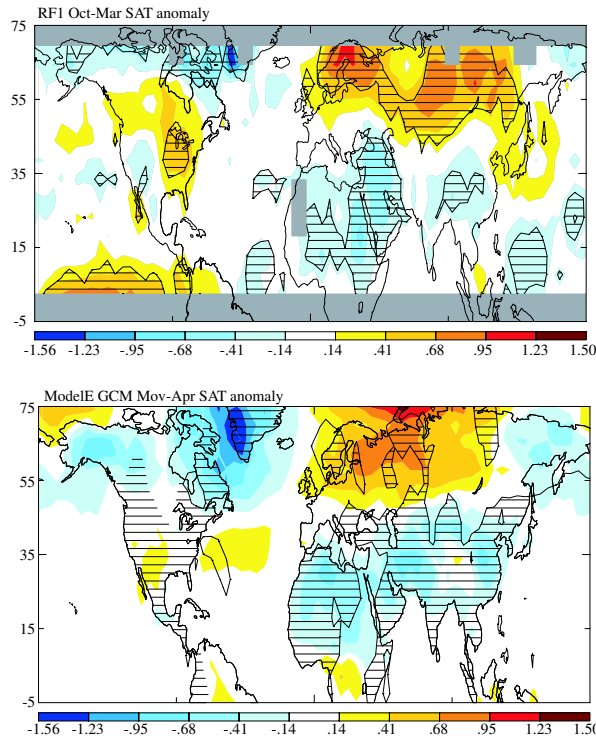 RF1 Oct-Mar SAT anomaly
75
55
35
15
-5
-1.56 -1.23 -.95 -.68 -.41 -.14 .14 .41 .68 .95 1.23 1.50
ModelE GCM Mov-Apr SAT anomaly
75
55
35
15
-5
-1.50 -1.23 -.95 -.68 -.41 -.14 .14 .41 .68 .95 1.23 1.50